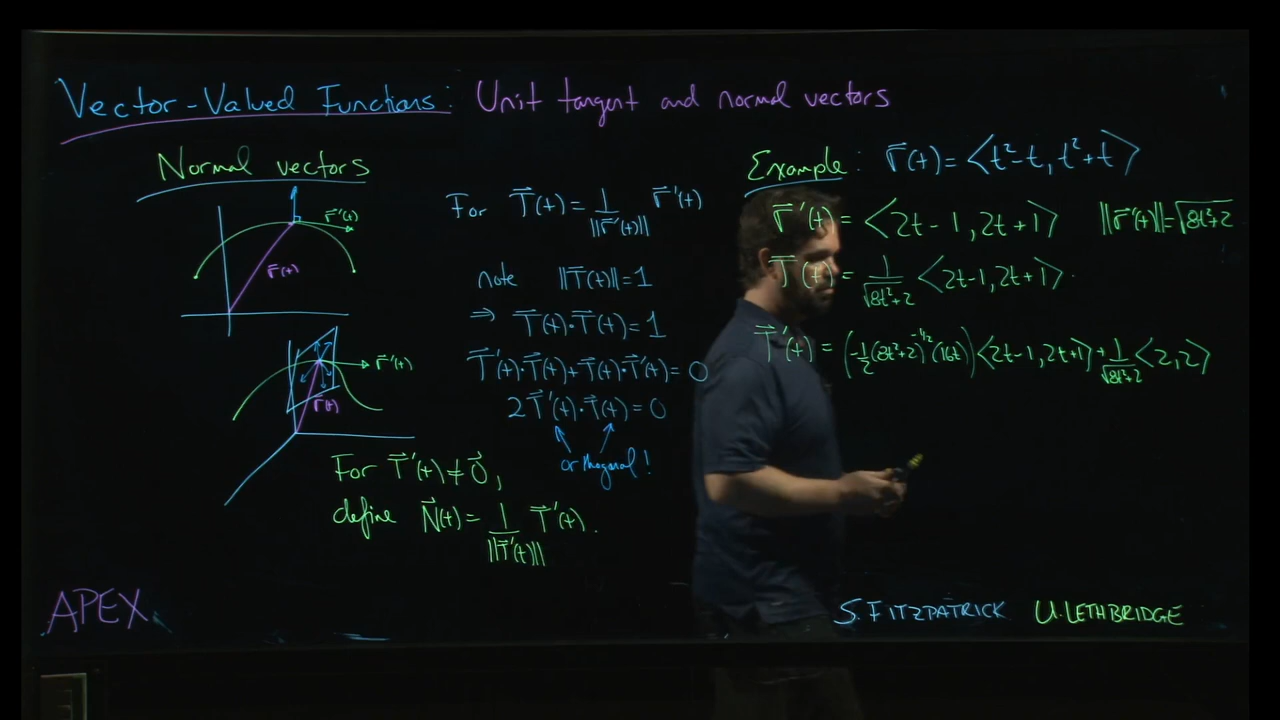 Vector-Valued Functions: Unit tangent and normal vectors
Normal vectors
r⃗'(t)
r⃗(t)
r⃗'(t)
r⃗(t)
For T⃗(t) = 1/||r⃗'(t)|| r⃗'(t)
note ||T⃗(t)|| = 1
⇒ T⃗(t)·T⃗(t) = 1
T⃗'(t)·T⃗(t) + T⃗(t)·T⃗'(t) = 0
2T⃗'(t)·T⃗(t) = 0
orthogonal!
For T⃗'(t) ≠ 0⃗,
define N⃗(t) = 1/||T⃗'(t)|| T⃗'(t).
Example: r⃗(t) = ⟨t²-t, t²+t⟩
r⃗'(t) = ⟨2t-1, 2t+1⟩ ||r⃗'(t)|| = √(8t²+2)
T⃗(t) = 1/√(8t²+2) ⟨2t-1, 2t+1⟩.
T⃗'(t) = (-1/2(8t²+2)^(-1/2)(16t))⟨2t-1, 2t+1⟩ + 1/√(8t²+2) ⟨2, 2⟩
APEX
S. FITZPATRICK U. LETHBRIDGE